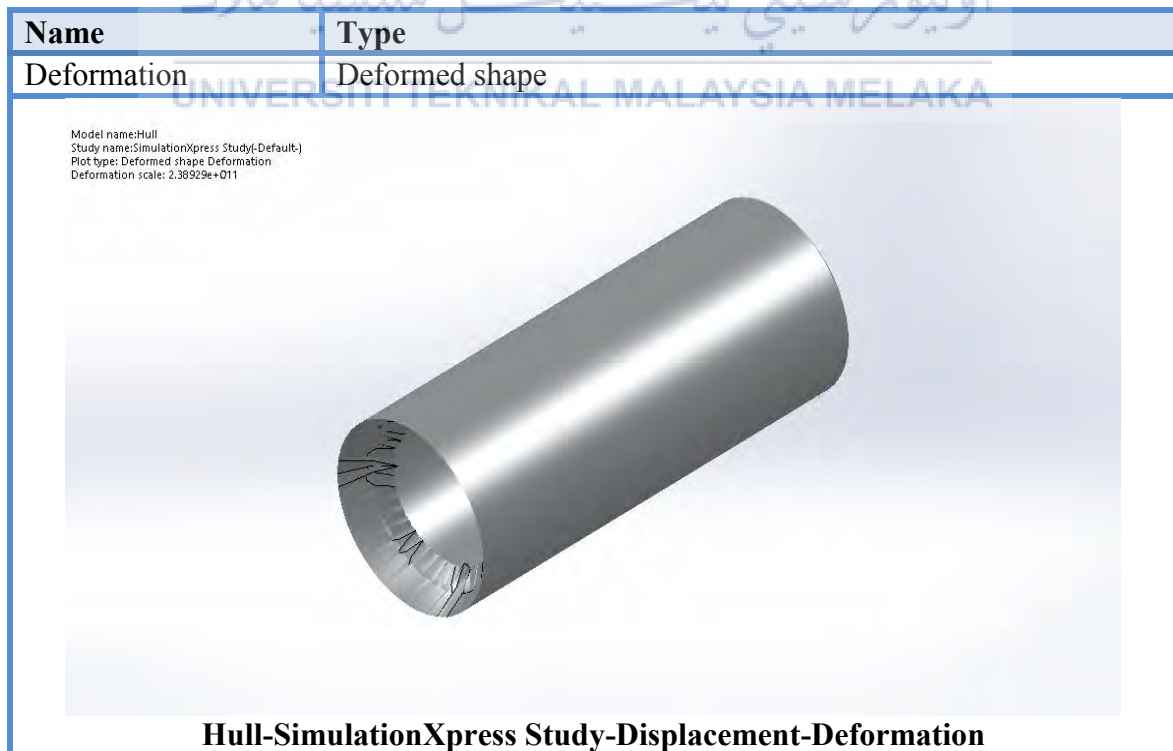 Name Type
Deformation Deformed shape
UNIVERSITI TEKNIKAL MALAYSIA MELAKA
Model name:Hull
Study name:SimulationXpress Study(-Default-)
Plot type: Deformed shape Deformation
Deformation scale: 2.38929e+011
Hull-SimulationXpress Study-Displacement-Deformation